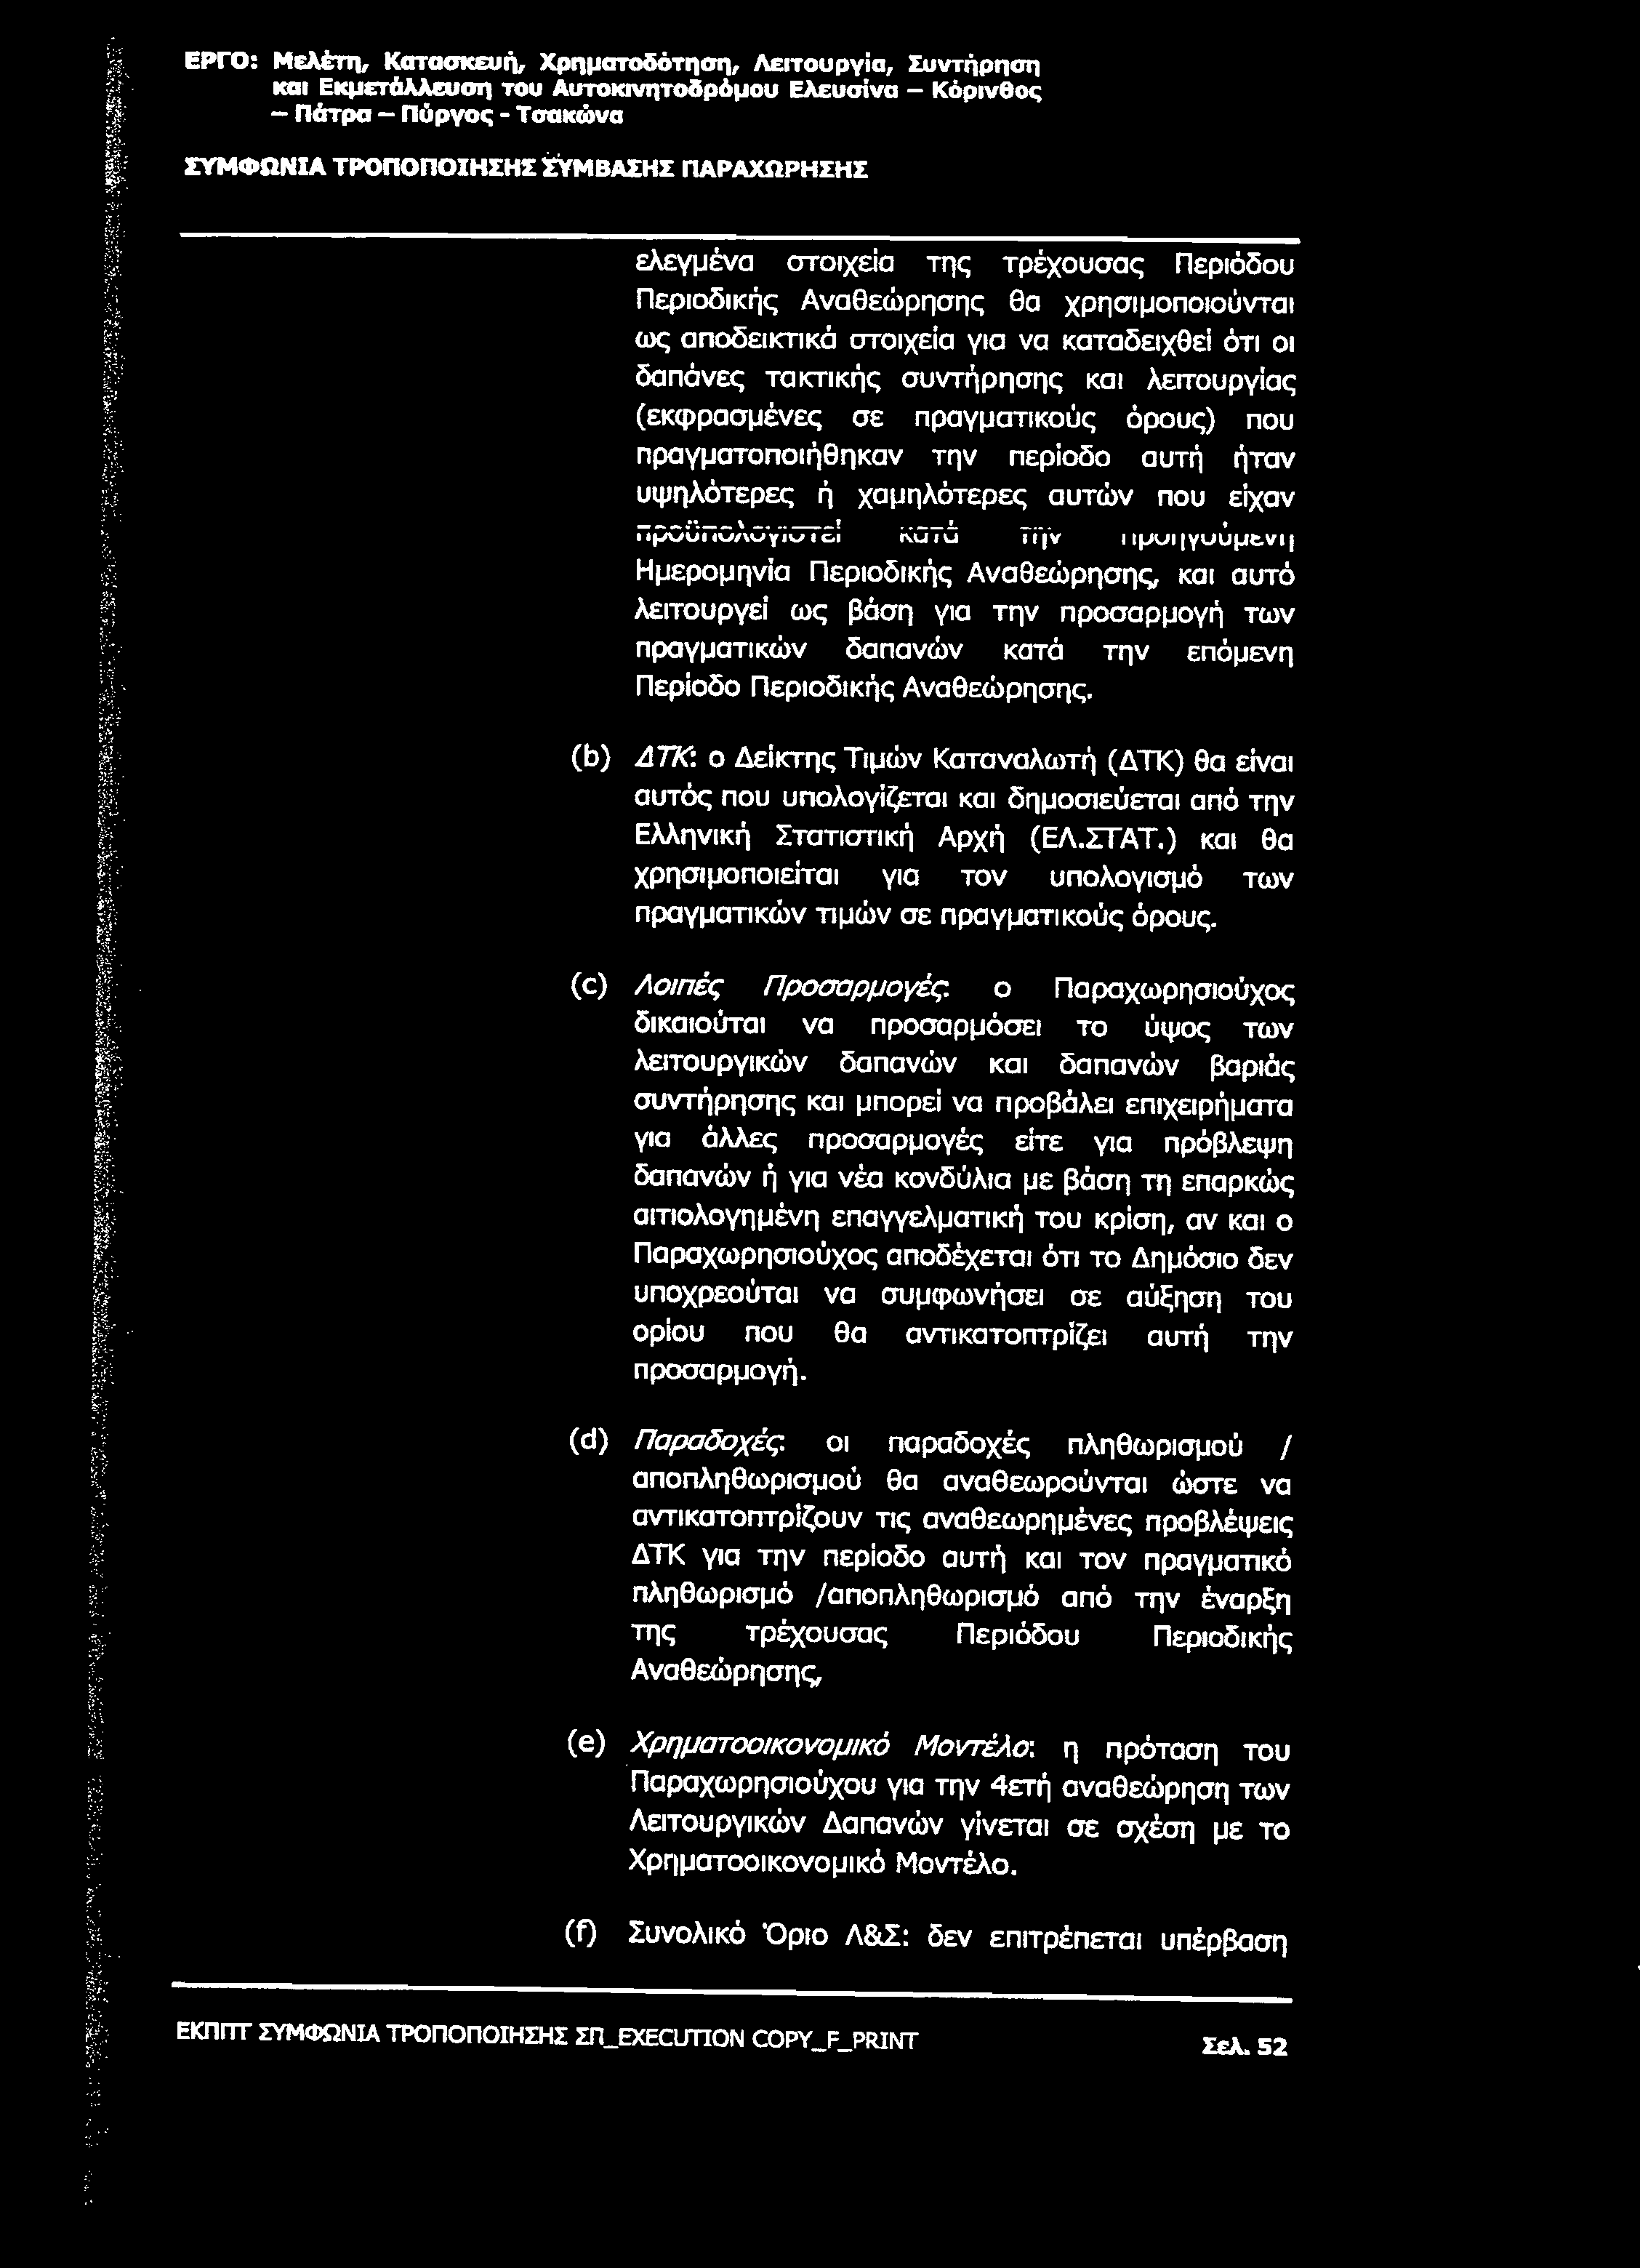 ΕΡΓΟ: Μελέτη, Κατασκευή, Χρηματοδότηση, Λειτουργία, Συντήρηση
και Εκμετάλλευση του Αυτοκινητοδρόμου Ελευσίνα – Κόρινθος
– Πάτρα – Πύργος - Τσακώνα
ΣΥΜΦΩΝΙΑ ΤΡΟΠΟΠΟΙΗΣΗΣ ΣΥΜΒΑΣΗΣ ΠΑΡΑΧΩΡΗΣΗΣ
ελεγμένα στοιχεία της τρέχουσας Περιόδου
Περιοδικής Αναθεώρησης θα χρησιμοποιούνται
ως αποδεικτικά στοιχεία για να καταδειχθεί ότι οι
δαπάνες τακτικής συντήρησης και λειτουργίας
(εκφρασμένες σε πραγματικούς όρους) που
πραγματοποιήθηκαν την περίοδο αυτή ήταν
υψηλότερες ή χαμηλότερες αυτών που είχαν
προϋπολογιστεί κατά την προηγούμενη
Ημερομηνία Περιοδικής Αναθεώρησης, και αυτό
λειτουργεί ως βάση για την προσαρμογή των
πραγματικών δαπανών κατά την επόμενη
Περίοδο Περιοδικής Αναθεώρησης.
(b) ΔΤΚ: ο Δείκτης Τιμών Καταναλωτή (ΔΤΚ) θα είναι
αυτός που υπολογίζεται και δημοσιεύεται από την
Ελληνική Στατιστική Αρχή (ΕΛ.ΣΤΑΤ.) και θα
χρησιμοποιείται για τον υπολογισμό των
πραγματικών τιμών σε πραγματικούς όρους.
(c) Λοιπές Προσαρμογές: ο Παραχωρησιούχος
δικαιούται να προσαρμόσει το ύψος των
λειτουργικών δαπανών και δαπανών βαριάς
συντήρησης και μπορεί να προβάλει επιχειρήματα
για άλλες προσαρμογές είτε για πρόβλεψη
δαπανών ή για νέα κονδύλια με βάση τη επαρκώς
αιτιολογημένη επαγγελματική του κρίση, αν και ο
Παραχωρησιούχος αποδέχεται ότι το Δημόσιο δεν
υποχρεούται να συμφωνήσει σε αύξηση του
ορίου που θα αντικατοπτρίζει αυτή την
προσαρμογή.
(d) Παραδοχές: οι παραδοχές πληθωρισμού /
αποπληθωρισμού θα αναθεωρούνται ώστε να
αντικατοπτρίζουν τις αναθεωρημένες προβλέψεις
ΔΤΚ για την περίοδο αυτή και τον πραγματικό
πληθωρισμό /αποπληθωρισμό από την έναρξη
της τρέχουσας Περιόδου Περιοδικής
Αναθεώρησης,
(e) Χρηματοοικονομικό Μοντέλο: η πρόταση του
Παραχωρησιούχου για την 4ετή αναθεώρηση των
Λειτουργικών Δαπανών γίνεται σε σχέση με το
Χρηματοοικονομικό Μοντέλο.
(f) Συνολικό Όριο Λ&Σ: δεν επιτρέπεται υπέρβαση
ΕΚΠΠΤ ΣΥΜΦΩΝΙΑ ΤΡΟΠΟΠΟΙΗΣΗΣ ΣΠ_EXECUTION COPY_F_PRINT Σελ. 52